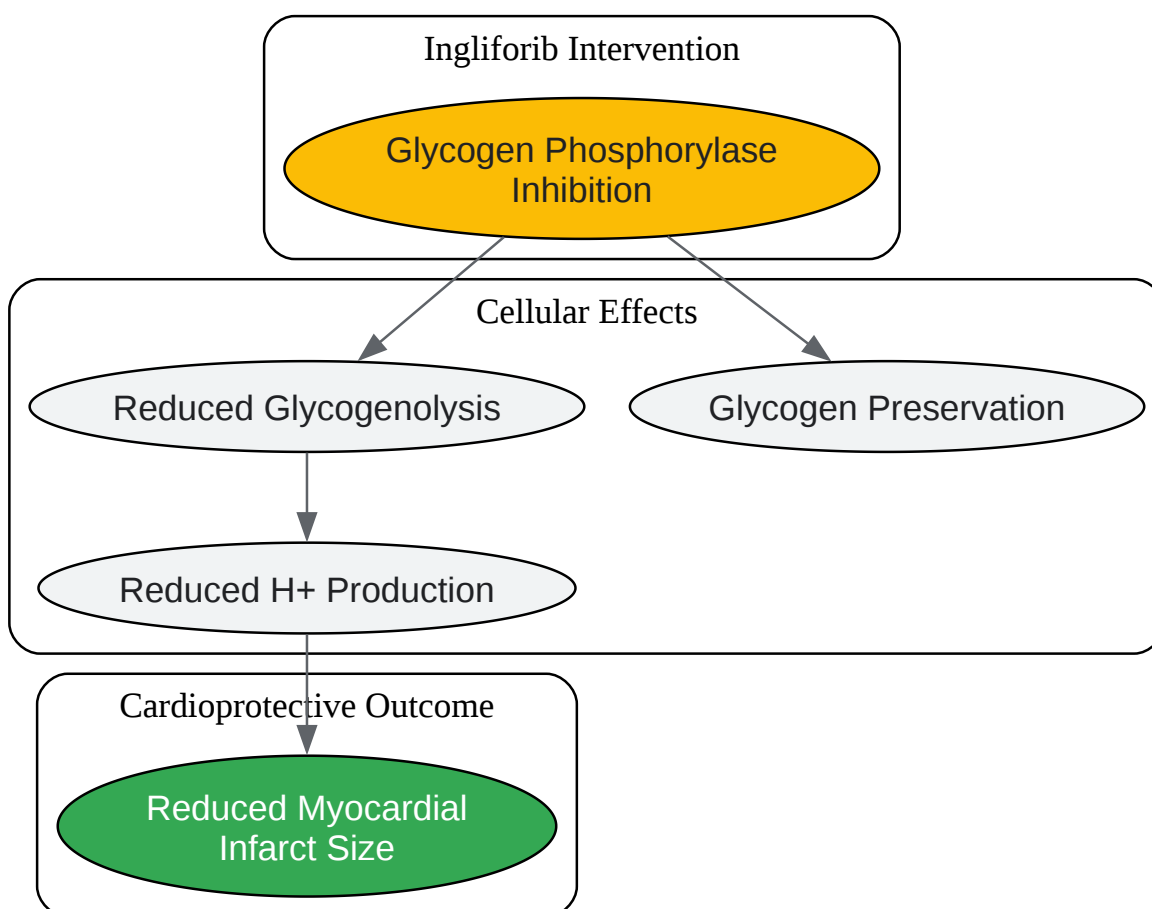 Ingliforib Intervention
Glycogen Phosphorylase
Inhibition
Cellular Effects
Reduced Glycogenolysis
Glycogen Preservation
Reduced H+ Production
Cardioprotective Outcome
Reduced Myocardial
Infarct Size